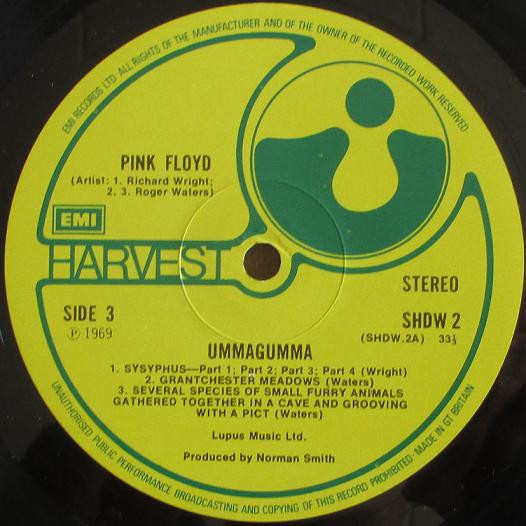 EMI RECORDS LTD ALL RIGHTS OF THE MANUFACTURER AND OF THE OWNER OF THE RECORDED WORK RESERVED
PINK FLOYD
(Artist: 1. Richard Wright;
2, 3. Roger Waters)
EMI
HARVEST
STEREO
SIDE 3
℗ 1969
SHDW 2
(SHDW.2A) 33⅓
UMMAGUMMA
1. SYSYPHUS—Part 1; Part 2; Part 3; Part 4 (Wright)
2. GRANTCHESTER MEADOWS (Waters)
3. SEVERAL SPECIES OF SMALL FURRY ANIMALS
GATHERED TOGETHER IN A CAVE AND GROOVING
WITH A PICT (Waters)
Lupus Music Ltd.
Produced by Norman Smith
UNAUTHORISED PUBLIC PERFORMANCE BROADCASTING AND COPYING OF THIS RECORD PROHIBITED · MADE IN GT BRITAIN